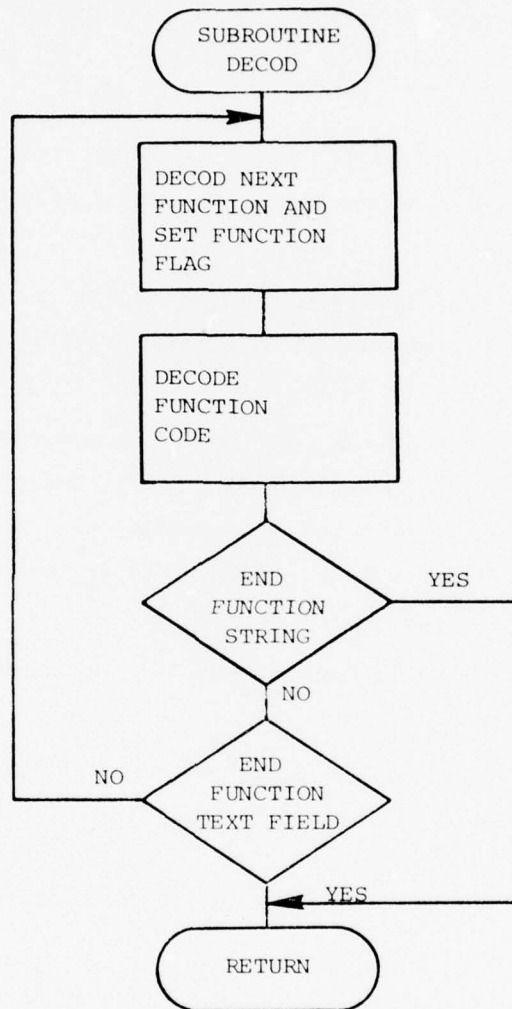 SUBROUTINE
DECOD
DECOD NEXT
FUNCTION AND
SET FUNCTION
FLAG
DECODE
FUNCTION
CODE
END
FUNCTION
STRING
YES
NO
END
FUNCTION
TEXT FIELD
NO
YES
RETURN